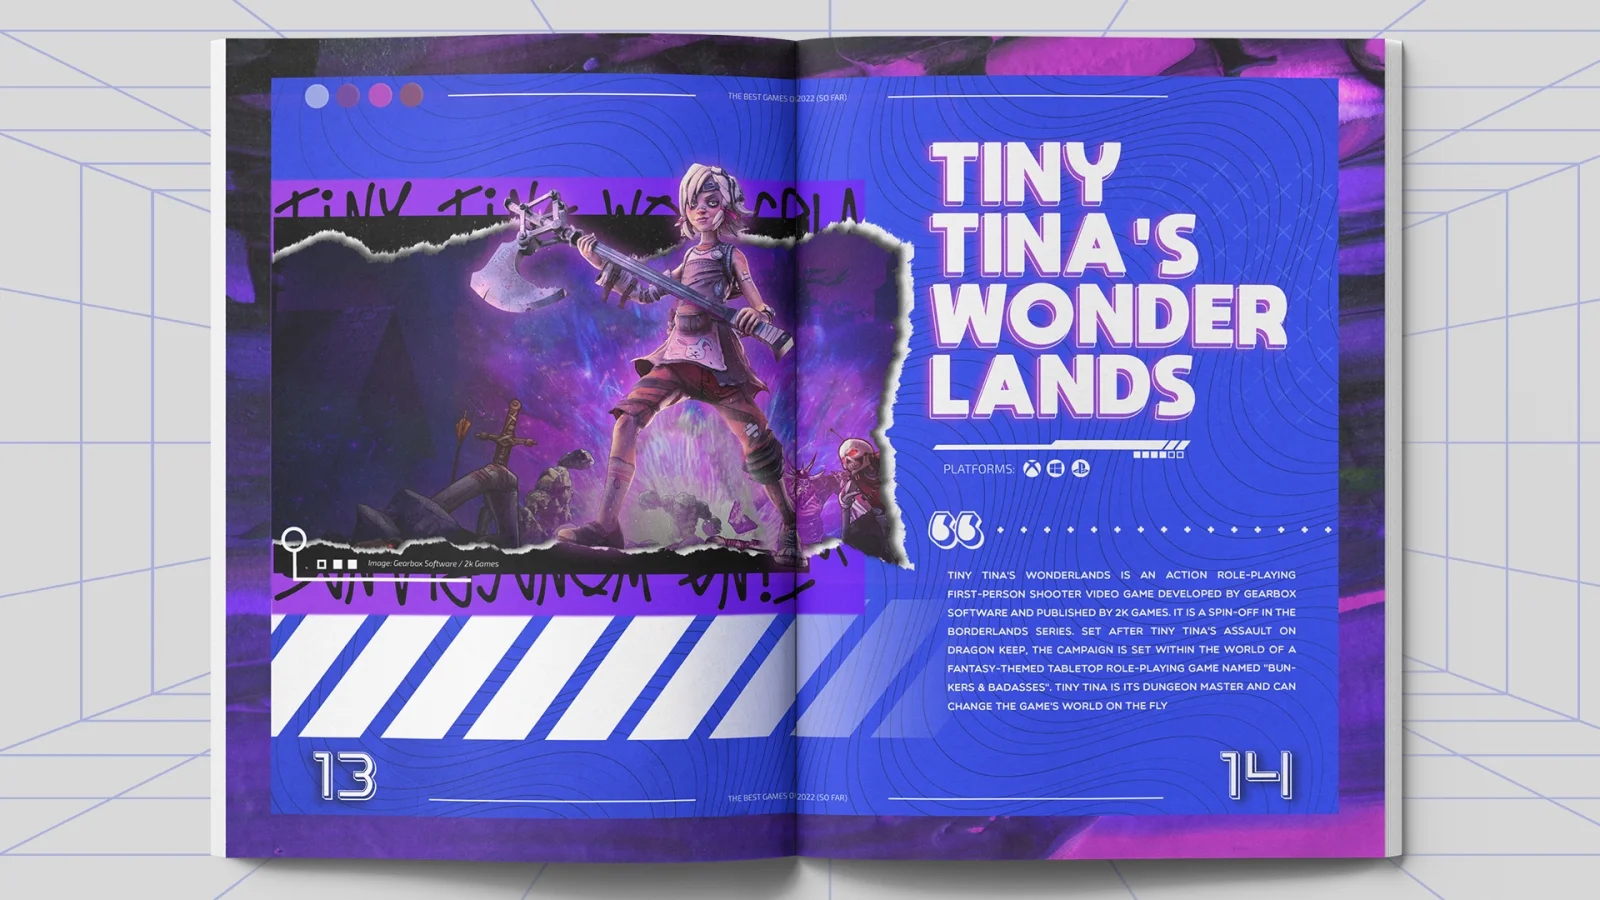 THE BEST GAMES O 2022 (SO FAR)
TINY
TINA'S
WONDER
LANDS
PLATFORMS:
TINY TINA'S WONDERLANDS IS AN ACTION ROLE-PLAYING
FIRST-PERSON SHOOTER VIDEO GAME DEVELOPED BY GEARBOX
SOFTWARE AND PUBLISHED BY 2K GAMES. IT IS A SPIN-OFF IN THE
BORDERLANDS SERIES. SET AFTER TINY TINA'S ASSAULT ON
DRAGON KEEP, THE CAMPAIGN IS SET WITHIN THE WORLD OF A
FANTASY-THEMED TABLETOP ROLE-PLAYING GAME NAMED "BUN-
KERS & BADASSES". TINY TINA IS ITS DUNGEON MASTER AND CAN
CHANGE THE GAME'S WORLD ON THE FLY
TINY
Image: Gearbox Software / 2k Games
13
14
THE BEST GAMES O 2022 (SO FAR)